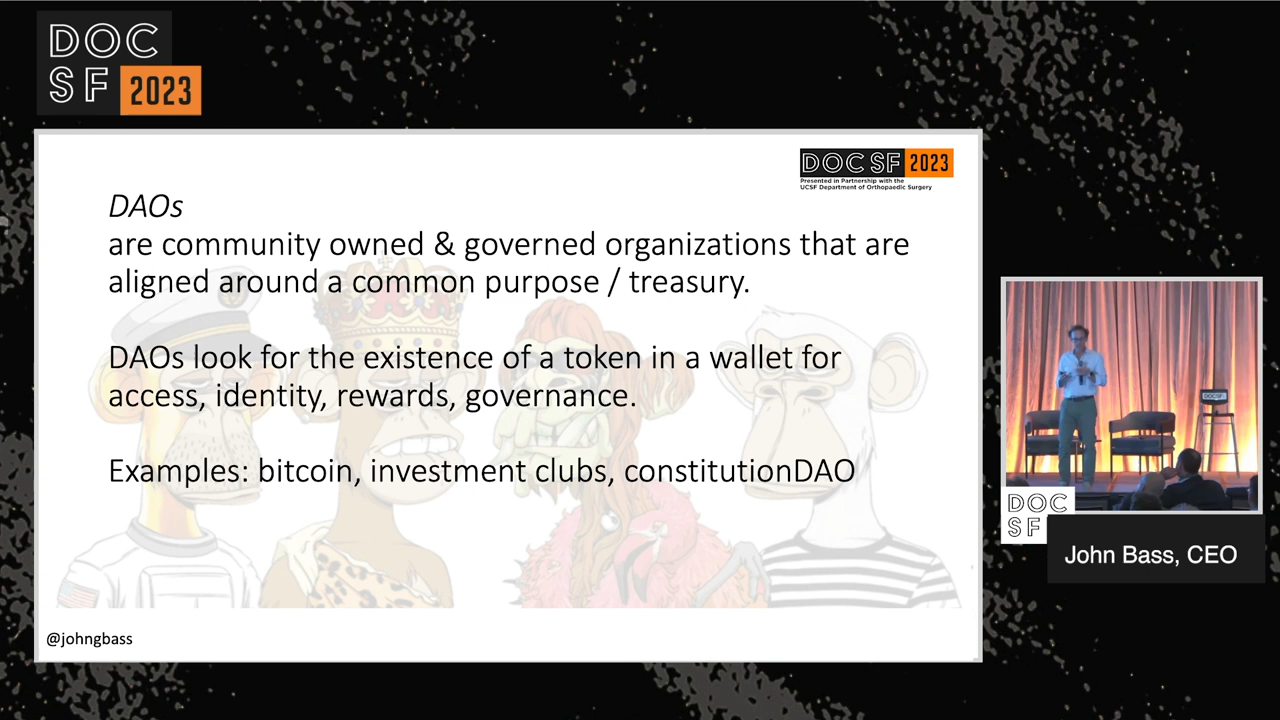 DOC
SF 2023
DOC SF 2023
Presented in Partnership with the
UCSF Department of Orthopaedic Surgery
DAOs
are community owned & governed organizations that are
aligned around a common purpose / treasury.
DAOs look for the existence of a token in a wallet for
access, identity, rewards, governance.
Examples: bitcoin, investment clubs, constitutionDAO
@johngbass
DOCSF
DOC
SF
John Bass, CEO